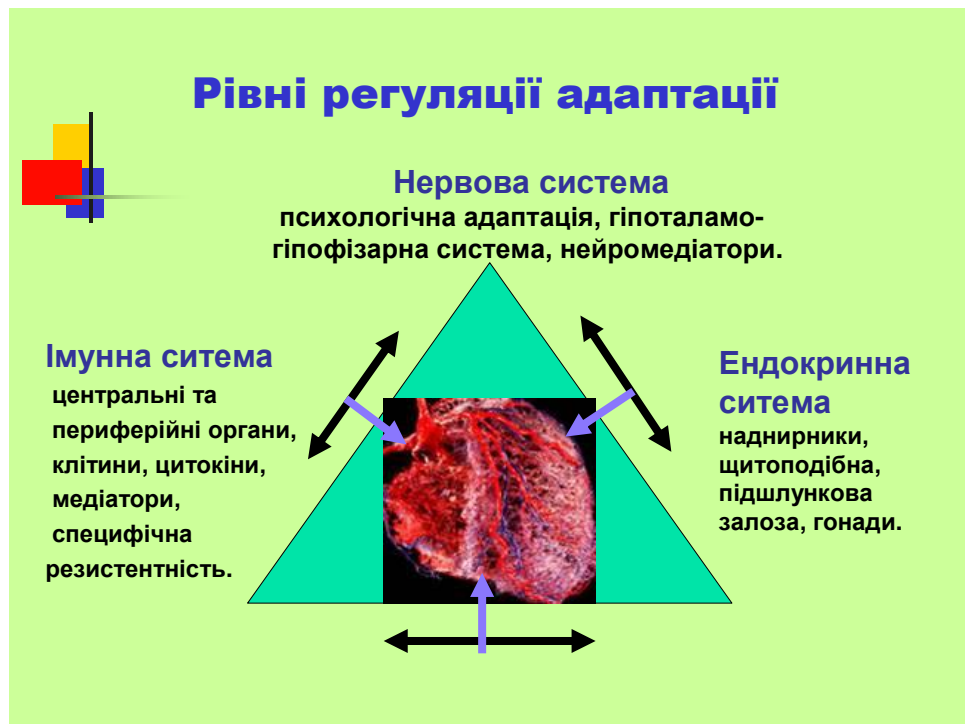 Рівні регуляції адаптації
Нервова система
психологічна адаптація, гіпоталамо-
гіпофізарна система, нейромедіатори.
Імунна ситема
центральні та
периферійні органи,
клітини, цитокіни,
медіатори,
специфічна
резистентність.
Ендокринна
ситема
наднирники,
щитоподібна,
підшлункова
залоза, гонади.